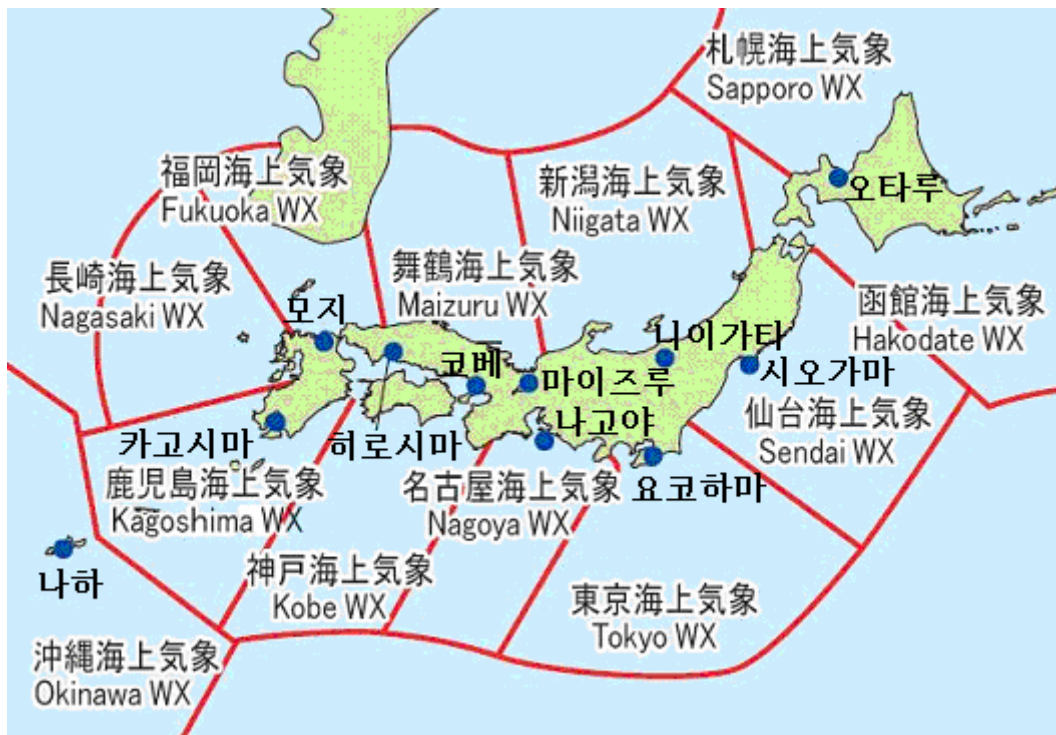 札幌海上気象
Sapporo WX
福岡海上気象
Fukuoka WX
新潟海上気象
Niigata WX
오타루
長崎海上気象
Nagasaki WX
舞鶴海上気象
Maizuru WX
函館海上気象
Hakodate WX
모지
니이가타
코베
마이즈루
시오가마
나고야
카고시마
히로시마
仙台海上気象
Sendai WX
요코하마
鹿児島海上気象
Kagoshima WX
名古屋海上気象
Nagoya WX
나하
神戸海上気象
Kobe WX
東京海上気象
Tokyo WX
沖縄海上気象
Okinawa WX